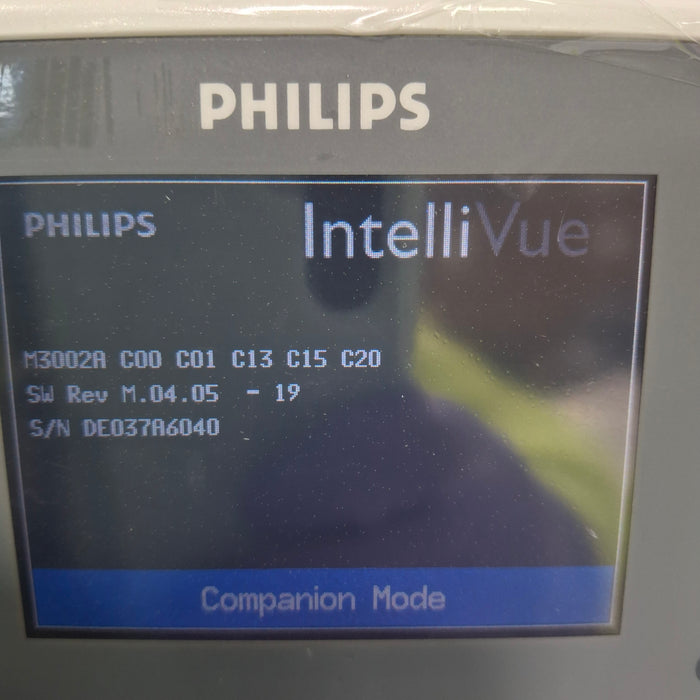 PHILIPS
PHILIPS
IntelliVue
M3002A C00 C01 C13 C15 C20
SW Rev M.04.05 - 19
S/N DE037A6040
Companion Mode